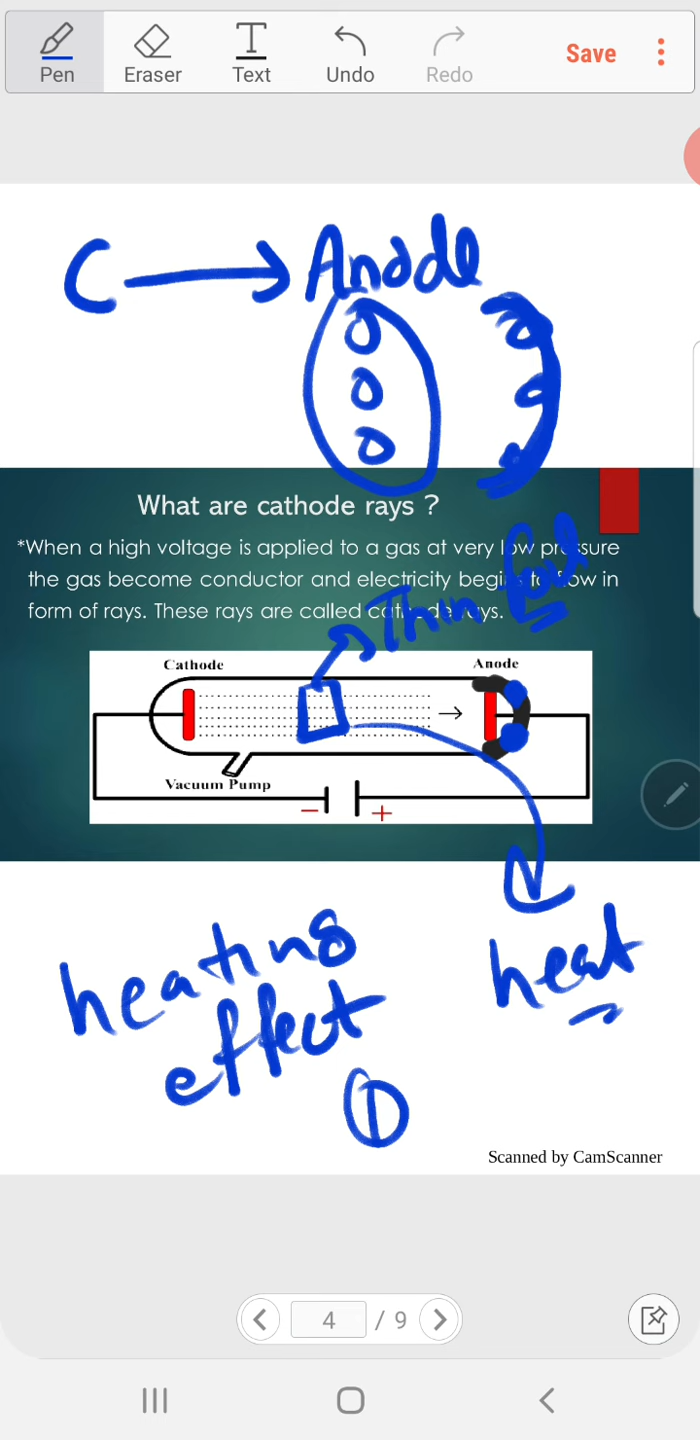 Pen Eraser Text Undo Redo Save
C → Anode
What are cathode rays ?
*When a high voltage is applied to a gas at very low pressure
the gas become conductor and electricity begins to flow in
form of rays. These rays are called cathode rays.
Thin foil
Cathode Anode
Vacuum Pump
− +
heating
effect
①
heat
Scanned by CamScanner
4 / 9